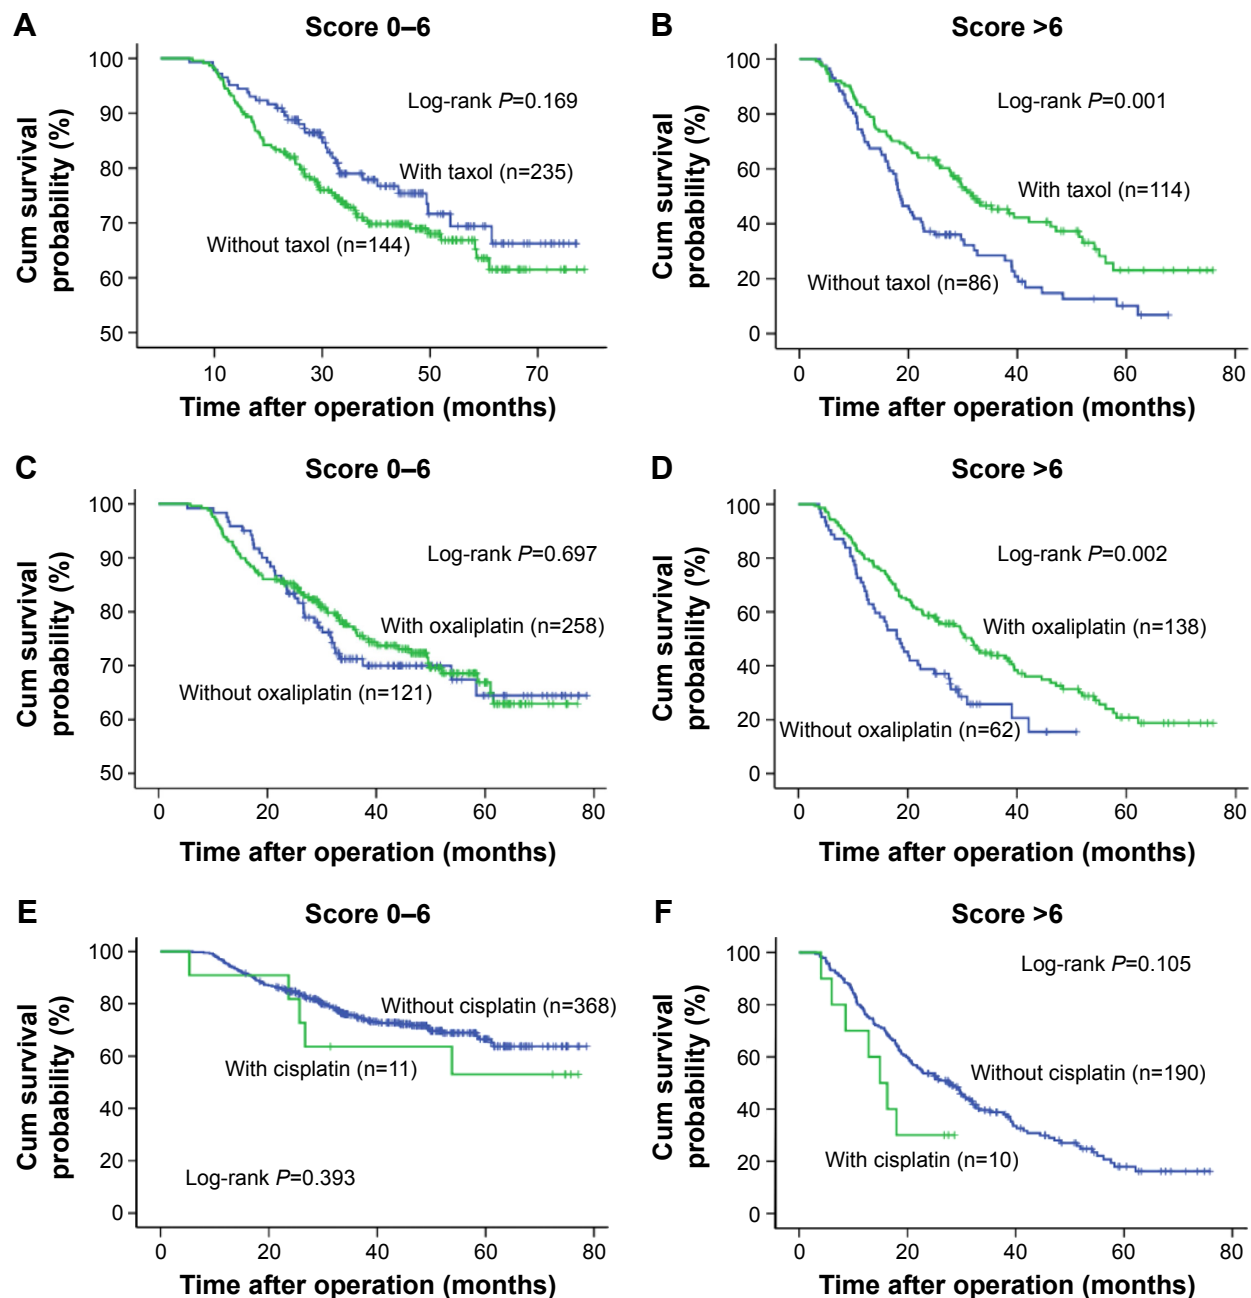 A
Score 0–6
Cum survival
probability (%)
100
90
80
70
60
50
Log-rank P=0.169
With taxol (n=235)
Without taxol (n=144)
10 30 50 70
Time after operation (months)
B
Score >6
Cum survival
probability (%)
100
80
60
40
20
0
Log-rank P=0.001
With taxol (n=114)
Without taxol (n=86)
0 20 40 60 80
Time after operation (months)
C
Score 0–6
Cum survival
probability (%)
100
90
80
70
60
50
Log-rank P=0.697
With oxaliplatin (n=258)
Without oxaliplatin (n=121)
0 20 40 60 80
Time after operation (months)
D
Score >6
Cum survival
probability (%)
100
80
60
40
20
0
Log-rank P=0.002
With oxaliplatin (n=138)
Without oxaliplatin (n=62)
0 20 40 60 80
Time after operation (months)
E
Score 0–6
Cum survival
probability (%)
100
80
60
40
20
0
Without cisplatin (n=368)
With cisplatin (n=11)
Log-rank P=0.393
0 20 40 60 80
Time after operation (months)
F
Score >6
Cum survival
probability (%)
100
80
60
40
20
0
Log-rank P=0.105
Without cisplatin (n=190)
With cisplatin (n=10)
0 20 40 60 80
Time after operation (months)